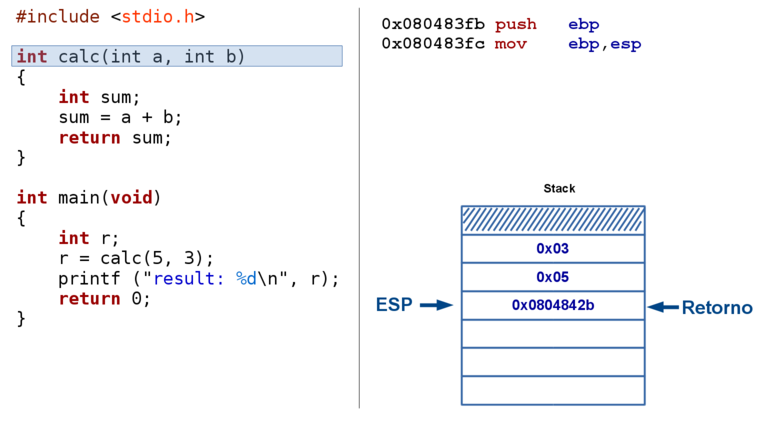 #include <stdio.h>
int calc(int a, int b)
{
    int sum;
    sum = a + b;
    return sum;
}
int main(void)
{
    int r;
    r = calc(5, 3);
    printf ("result: %d\n", r);
    return 0;
}
0x080483fb push ebp
0x080483fc mov ebp,esp
Stack
0x03
0x05
ESP 0x0804842b Retorno